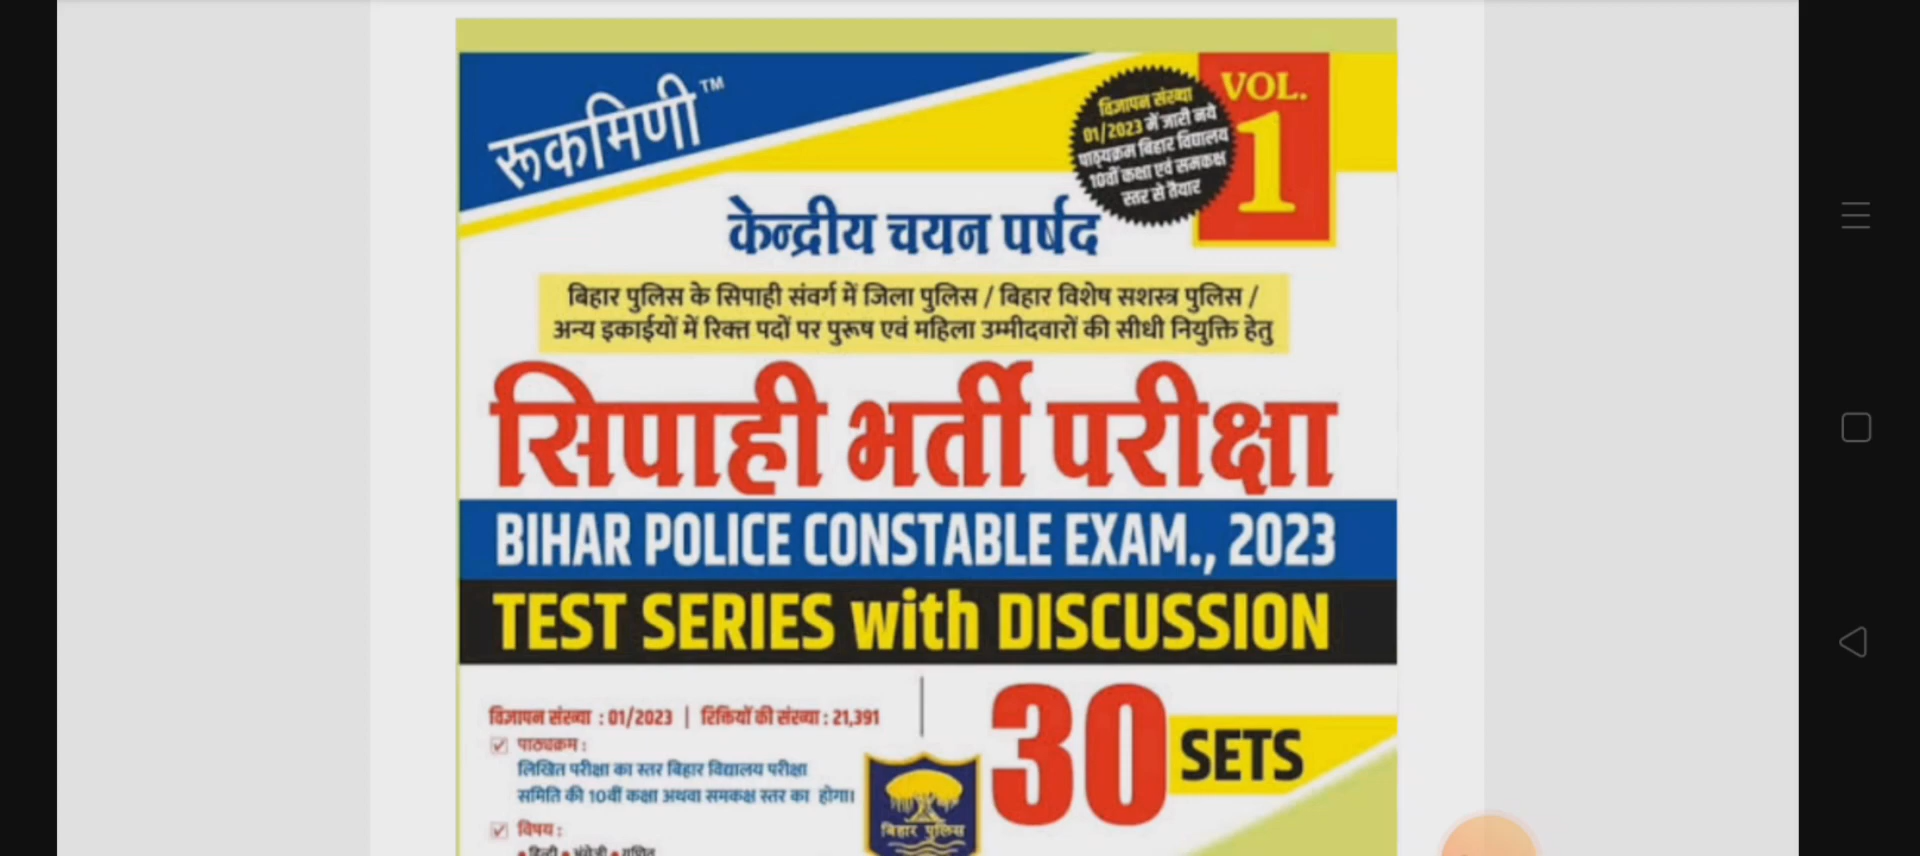 रूकमिणी™
VOL.
1
विज्ञापन संख्या
01/2023 में जारी नये
पाठ्यक्रम बिहार विद्यालय
10वीं कक्षा एवं समकक्ष
स्तर से तैयार
केन्द्रीय चयन पर्षद
बिहार पुलिस के सिपाही संवर्ग में जिला पुलिस / बिहार विशेष सशस्त्र पुलिस /
अन्य इकाईयों में रिक्त पदों पर पुरूष एवं महिला उम्मीदवारों की सीधी नियुक्ति हेतु
सिपाही भर्ती परीक्षा
BIHAR POLICE CONSTABLE EXAM., 2023
TEST SERIES with DISCUSSION
विज्ञापन संख्या : 01/2023 | रिक्तियों की संख्या : 21,391
30 SETS
पाठ्यक्रम :
लिखित परीक्षा का स्तर बिहार विद्यालय परीक्षा
समिति की 10वीं कक्षा अथवा समकक्ष स्तर का होगा।
बिहार पुलिस
विषय :
• हिन्दी • अंग्रेजी • गणित